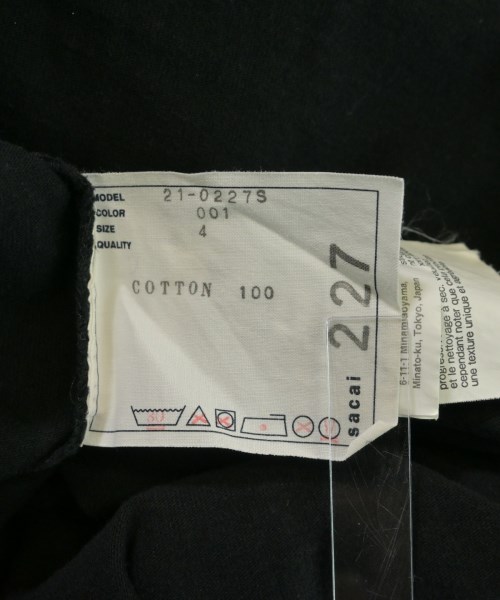 MODEL 21-0227S
COLOR 001
SIZE 4
QUALITY
COTTON 100
sacai 227
6-11-1 Minamiaoyama,
Minato-ku, Tokyo, Japan
et le nettoyage à sec.
cependant noter que
une texture unique et